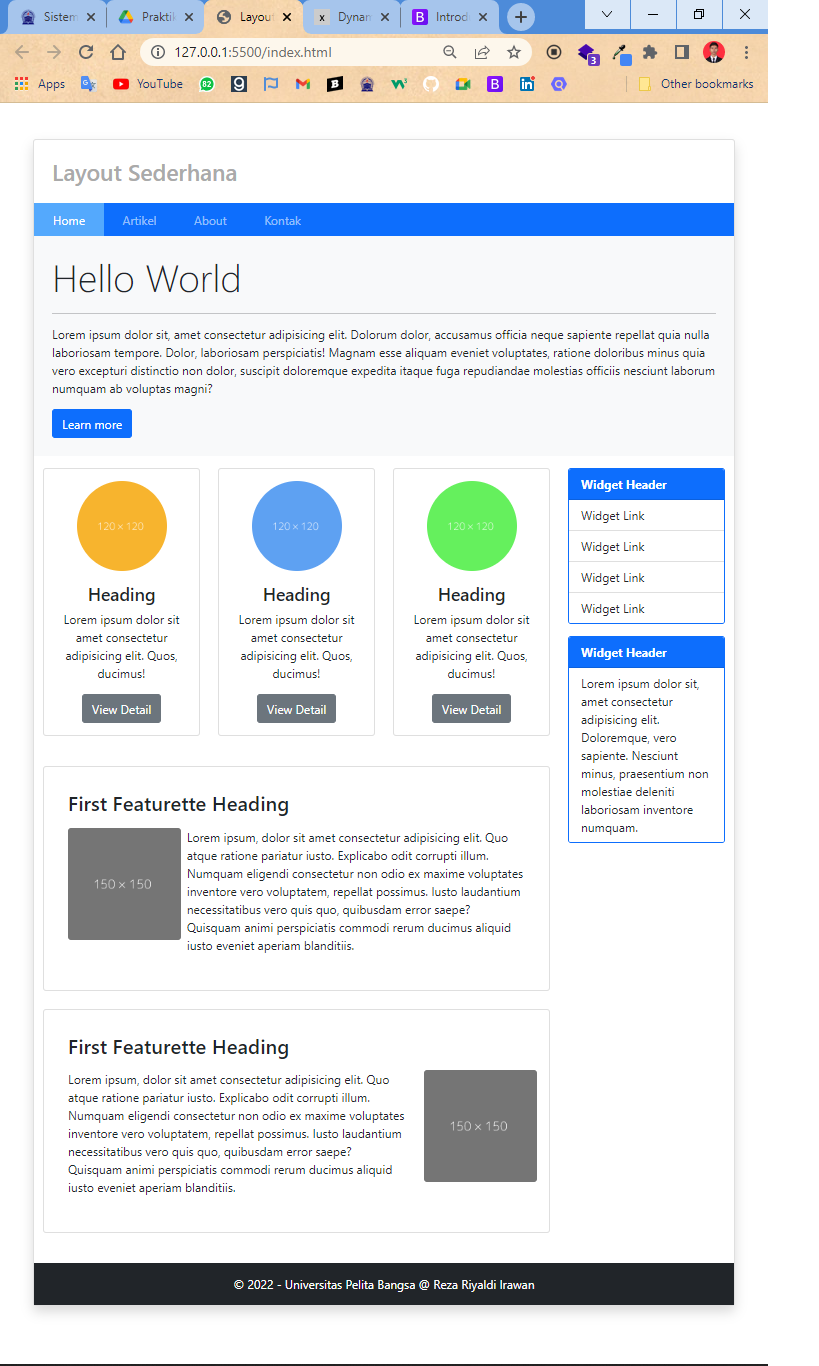 Sistem
Praktik
Layou
x Dynam
B Introd
127.0.0.1:5500/index.html
3
Apps
YouTube
Other bookmarks
Layout Sederhana
Home Artikel About Kontak
Hello World
Lorem ipsum dolor sit, amet consectetur adipisicing elit. Dolorum dolor, accusamus officia neque sapiente repellat quia nulla
laboriosam tempore. Dolor, laboriosam perspiciatis! Magnam esse aliquam eveniet voluptates, ratione doloribus minus quia
vero excepturi distinctio non dolor, suscipit doloremque expedita itaque fuga repudiandae molestias officiis nesciunt laborum
numquam ab voluptas magni?
Learn more
120 × 120
Heading
Lorem ipsum dolor sit
amet consectetur
adipisicing elit. Quos,
ducimus!
View Detail
120 × 120
Heading
Lorem ipsum dolor sit
amet consectetur
adipisicing elit. Quos,
ducimus!
View Detail
120 × 120
Heading
Lorem ipsum dolor sit
amet consectetur
adipisicing elit. Quos,
ducimus!
View Detail
Widget Header
Widget Link
Widget Link
Widget Link
Widget Link
Widget Header
Lorem ipsum dolor sit,
amet consectetur
adipisicing elit.
Doloremque, vero
sapiente. Nesciunt
minus, praesentium non
molestiae deleniti
laboriosam inventore
numquam.
First Featurette Heading
150 × 150
Lorem ipsum, dolor sit amet consectetur adipisicing elit. Quo
atque ratione pariatur iusto. Explicabo odit corrupti illum.
Numquam eligendi consectetur non odio ex maxime voluptates
inventore vero voluptatem, repellat possimus. Iusto laudantium
necessitatibus vero quis quo, quibusdam error saepe?
Quisquam animi perspiciatis commodi rerum ducimus aliquid
iusto eveniet aperiam blanditiis.
First Featurette Heading
Lorem ipsum, dolor sit amet consectetur adipisicing elit. Quo
atque ratione pariatur iusto. Explicabo odit corrupti illum.
Numquam eligendi consectetur non odio ex maxime voluptates
inventore vero voluptatem, repellat possimus. Iusto laudantium
necessitatibus vero quis quo, quibusdam error saepe?
Quisquam animi perspiciatis commodi rerum ducimus aliquid
iusto eveniet aperiam blanditiis.
150 × 150
© 2022 - Universitas Pelita Bangsa @ Reza Riyaldi Irawan